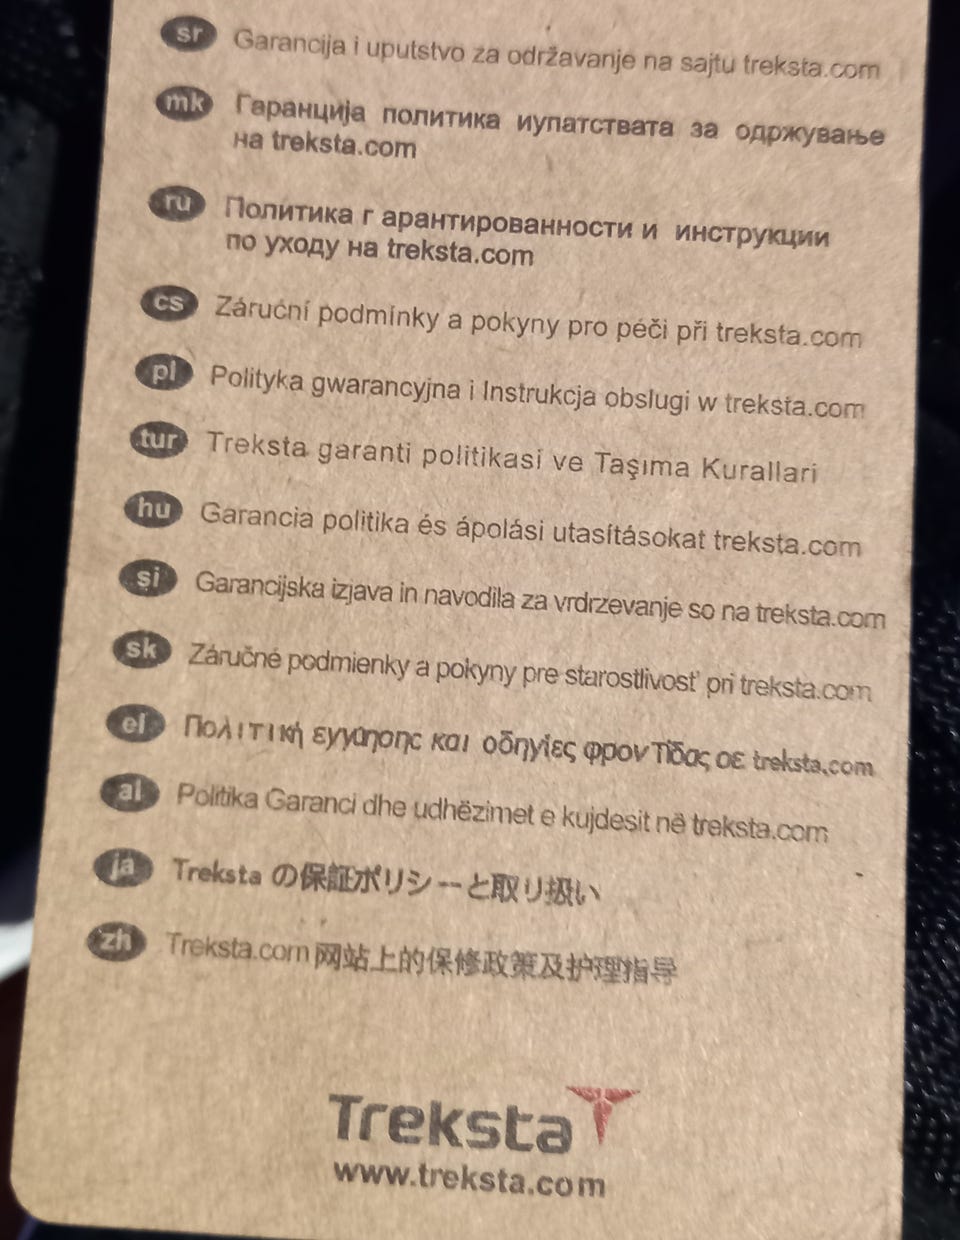 sr Garancija i uputstvo za održavanje na sajtu treksta.com
mk Гаранција политика иупатствата за одржување
на treksta.com
ru Политика г арантированности и инструкции
по уходу на treksta.com
cs Zárućní podmínky a pokyny pro péči při treksta.com
pl Polityka gwarancyjna i Instrukcja obslugi w treksta.com
tur Treksta garanti politikasi ve Taşıma Kurallari
hu Garancia politika és ápolási utasításokat treksta.com
si Garancijska izjava in navodila za vrdrzevanje so na treksta.com
sk Záručné podmienky a pokyny pre starostlivosť pri treksta.com
el Πολιτική εγγύησης και οδηγίες φροντίδας σε treksta.com
al Politika Garanci dhe udhëzimet e kujdesit në treksta.com
ja Treksta の保証ポリシーと取り扱い
zh Treksta.com 网站上的保修政策及护理指导
Treksta
www.treksta.com